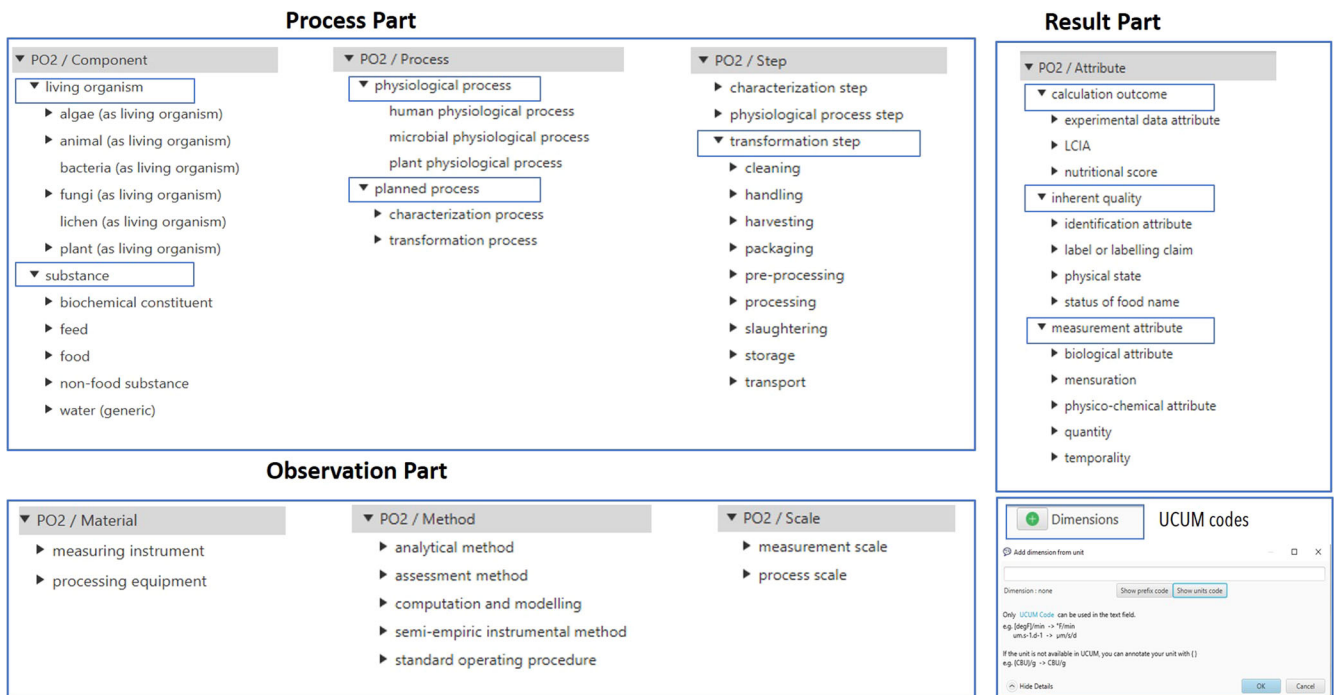 Process Part
PO2 / Component
living organism
algae (as living organism)
animal (as living organism)
bacteria (as living organism)
fungi (as living organism)
lichen (as living organism)
plant (as living organism)
substance
biochemical constituent
feed
food
non-food substance
water (generic)
PO2 / Process
physiological process
human physiological process
microbial physiological process
plant physiological process
planned process
characterization process
transformation process
PO2 / Step
characterization step
physiological process step
transformation step
cleaning
handling
harvesting
packaging
pre-processing
processing
slaughtering
storage
transport
Result Part
PO2 / Attribute
calculation outcome
experimental data attribute
LCIA
nutritional score
inherent quality
identification attribute
label or labelling claim
physical state
status of food name
measurement attribute
biological attribute
mensuration
physico-chemical attribute
quantity
temporality
Observation Part
PO2 / Material
measuring instrument
processing equipment
PO2 / Method
analytical method
assessment method
computation and modelling
semi-empiric instrumental method
standard operating procedure
PO2 / Scale
measurement scale
process scale
Dimensions UCUM codes
Add dimension from unit
Dimension : none Show prefix code Show units code
Only UCUM Code can be used in the text field.
e.g. [degF]/min -> °F/min
um.s-1.d-1 -> µm/s/d
If the unit is not available in UCUM, you can annotate your unit with { }
e.g. {CBU}/g -> CBU/g
Hide Details OK Cancel